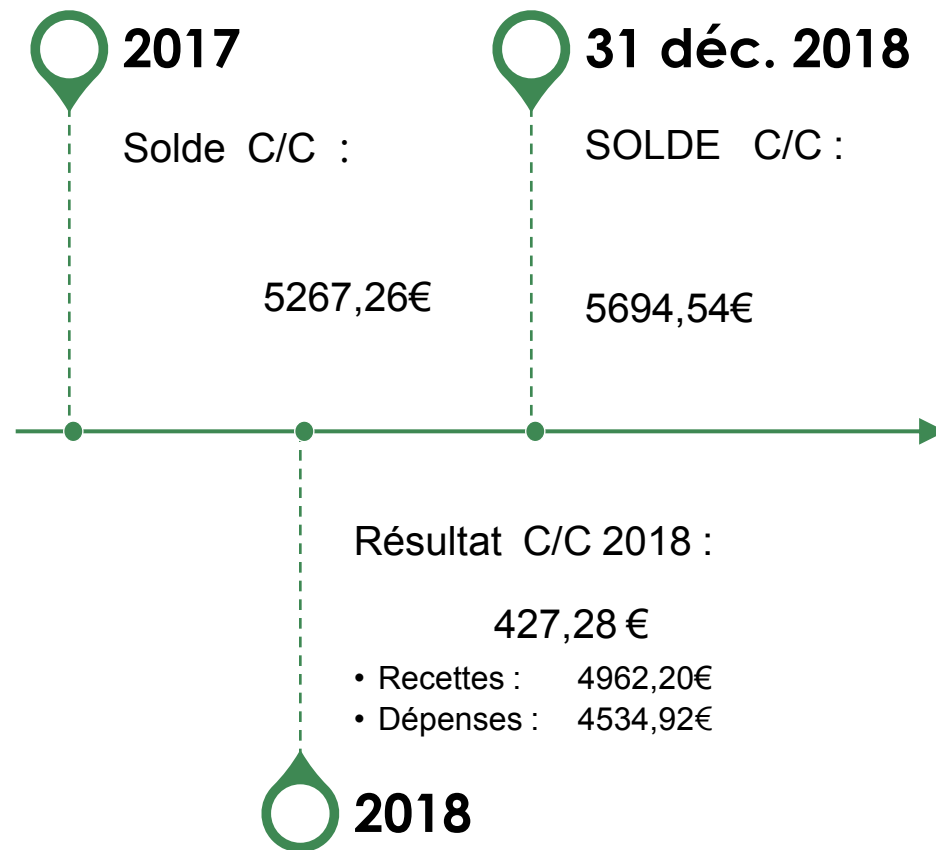 2017
Solde C/C :
5267,26€
31 déc. 2018
SOLDE C/C :
5694,54€
Résultat C/C 2018 :
427,28 €
• Recettes : 4962,20€
• Dépenses : 4534,92€
2018